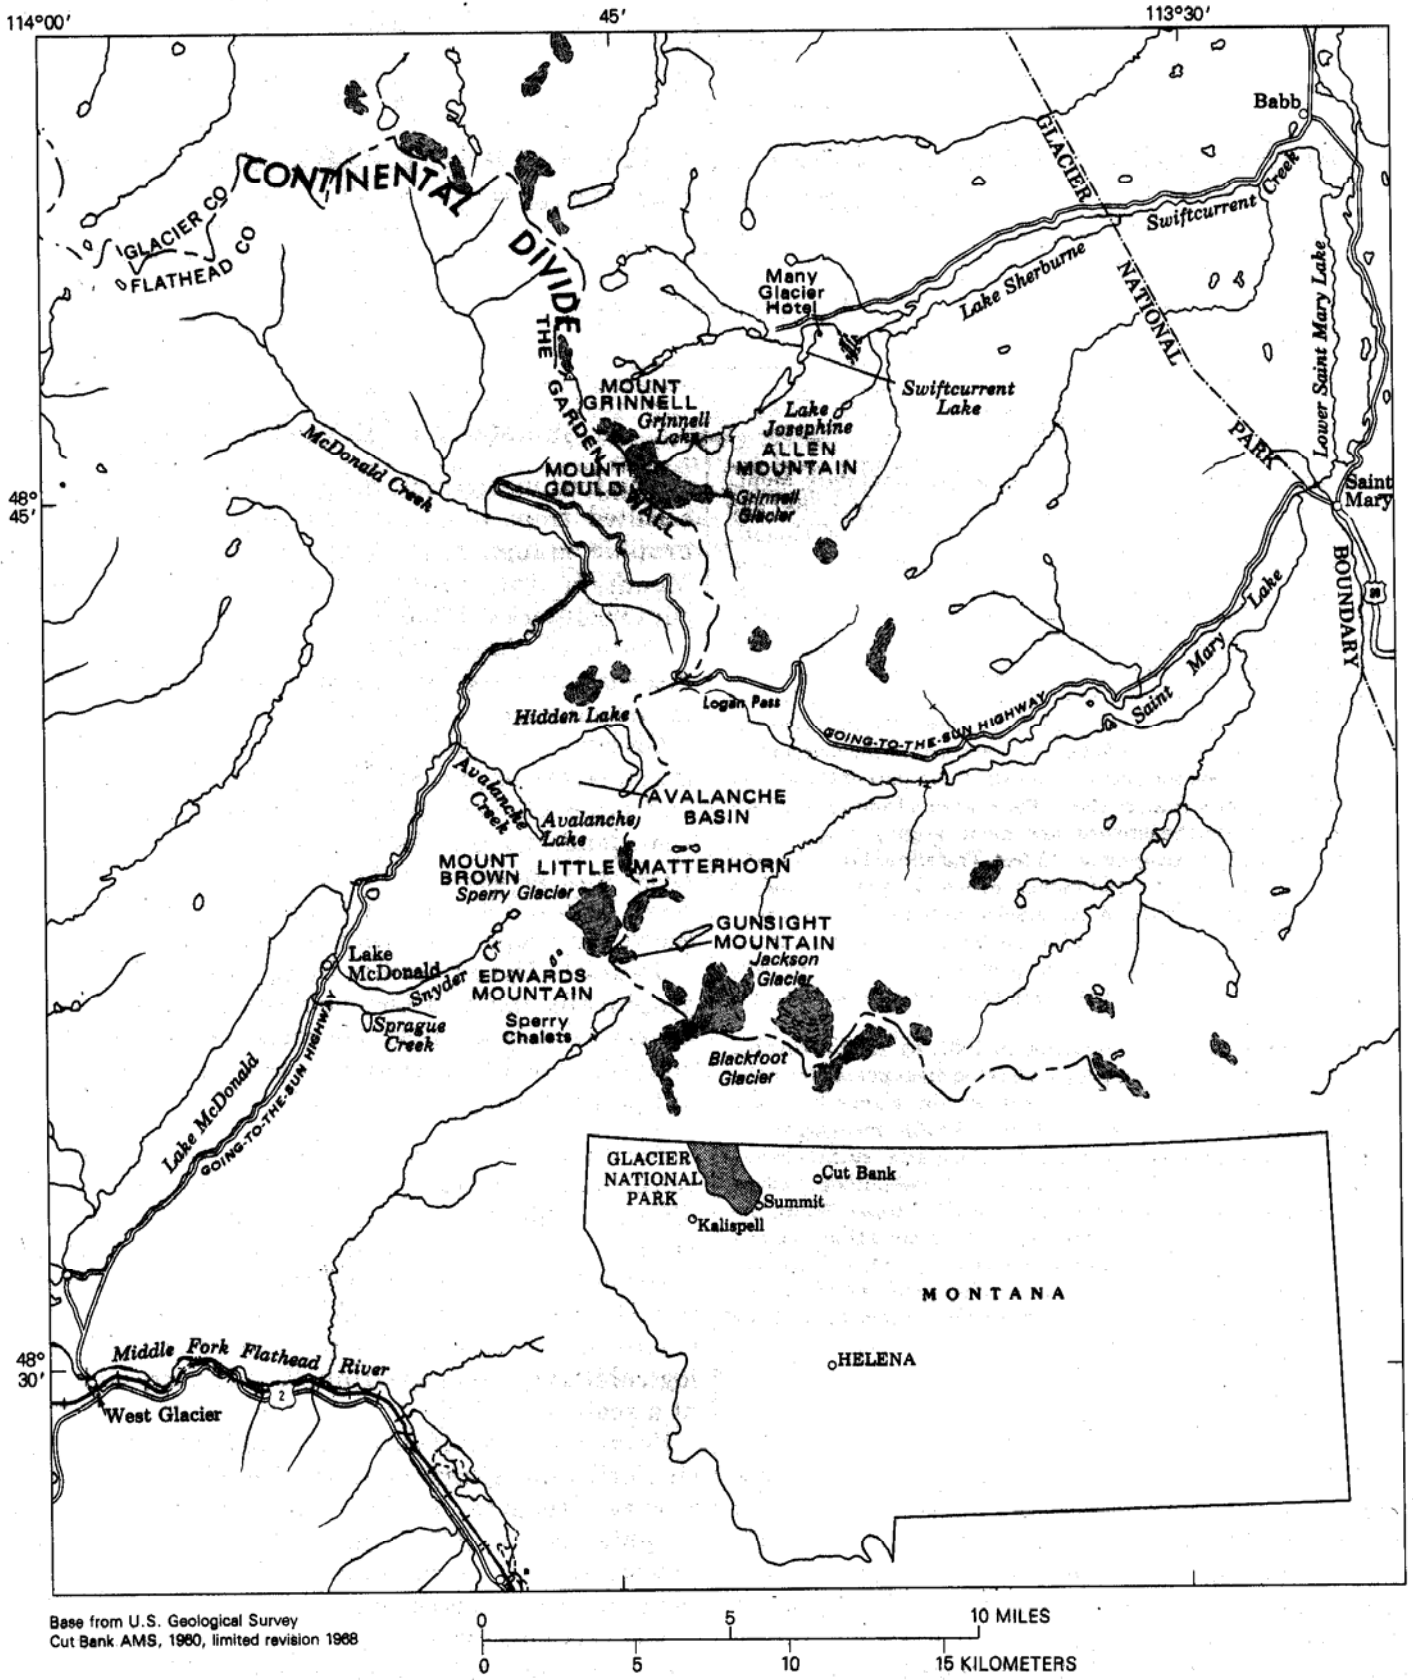 114°00′
45′
113°30′
Babb
CONTINENTAL
GLACIER
Creek
Swiftcurrent
GLACIER CO
FLATHEAD CO
DIVIDE
Many
Glacier
Hotel
Lake Sherburne
NATIONAL
Lower Saint Mary Lake
THE
GARDEN
WALL
MOUNT
GRINNELL
Grinnell
Lake
Lake
Josephine
Swiftcurrent
Lake
ALLEN
MOUNTAIN
PARK
McDonald Creek
MOUNT
GOULD
Grinnell
Glacier
48°
45′
Saint
Mary
BOUNDARY
89
Lake
Mary
Saint
Hidden Lake
Logan Pass
GOING-TO-THE-SUN HIGHWAY
Avalanche
Creek
AVALANCHE
BASIN
Avalanche
Lake
MOUNT
BROWN
LITTLE MATTERHORN
Sperry Glacier
GUNSIGHT
MOUNTAIN
Jackson
Glacier
Lake
McDonald
Snyder Cr
EDWARDS
MOUNTAIN
Sprague
Creek
Sperry
Chalets
Blackfoot
Glacier
Lake McDonald
GOING-TO-THE-SUN HIGHWAY
GLACIER
NATIONAL
PARK
Cut Bank
Summit
Kalispell
MONTANA
HELENA
48°
30′
Middle Fork Flathead River
2
West Glacier
Base from U.S. Geological Survey
Cut Bank AMS, 1960, limited revision 1968
0 5 10 MILES
0 5 10 15 KILOMETERS